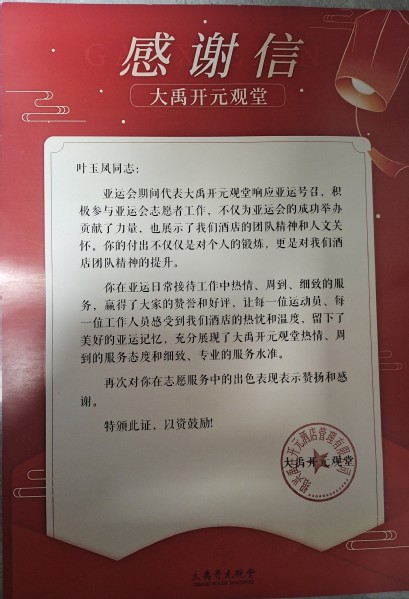 感谢信
大禹开元观堂
叶玉凤同志：
亚运会期间代表大禹开元观堂响应亚运号召，积
极参与亚运会志愿者工作，不仅为亚运会的成功举办
贡献了力量，也展示了我们酒店的团队精神和人文关
怀。你的付出不仅仅是对个人的锻炼，更是对我们酒
店团队精神的提升。
你在亚运日常接待工作中热情、周到、细致的服
务，赢得了大家的赞誉和好评，让每一位运动员、每
一位工作人员感受到我们酒店的热忱和温度，留下了
美好的亚运记忆，充分展现了大禹开元观堂热情、周
到的服务态度和细致、专业的服务水准。
再次对你在志愿服务中的出色表现表示赞扬和感
谢。
特颁此证，以资鼓励!
大禹开元观堂
大禹开元观堂